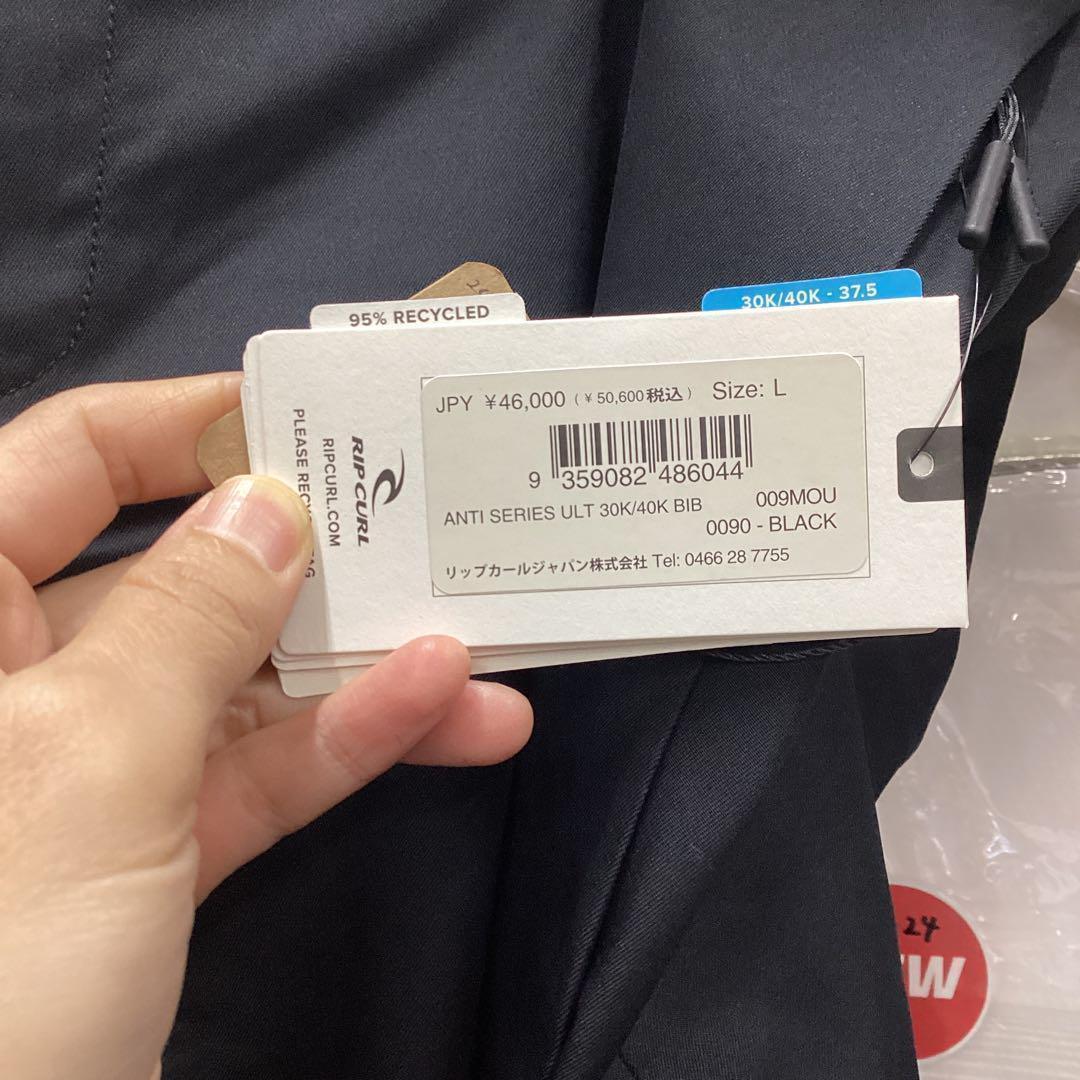 95% RECYCLED
30K/40K - 37.5
JPY ¥46,000 (¥50,600税込) Size: L
9 359082 486044
ANTI SERIES ULT 30K/40K BIB
009MOU
0090 - BLACK
リップカールジャパン株式会社 Tel: 0466 28 7755
RIP CURL
RIPCURL.COM
PLEASE
24